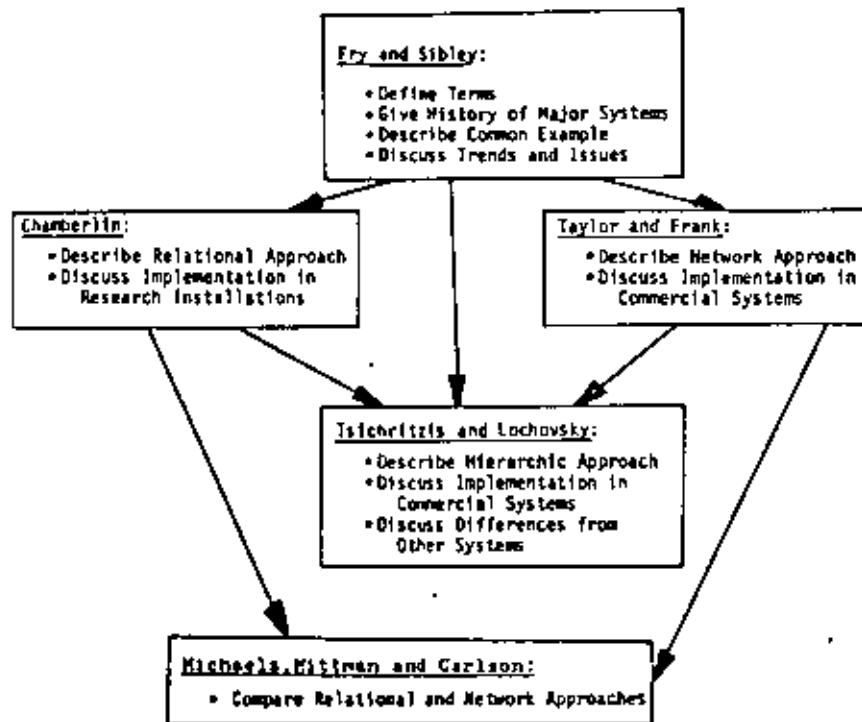 Fry and Sibley:
• Define Terms
• Give History of Major Systems
• Describe Common Example
• Discuss Trends and Issues
Chamberlin:
• Describe Relational Approach
• Discuss Implementation in
Research Installations
Taylor and Frank:
• Describe Network Approach
• Discuss Implementation in
Commercial Systems
Tsichritzis and Lochovsky:
• Describe Hierarchic Approach
• Discuss Implementation in
Commercial Systems
• Discuss Differences from
Other Systems
Michaels, Mittman and Carlson:
• Compare Relational and Network Approaches